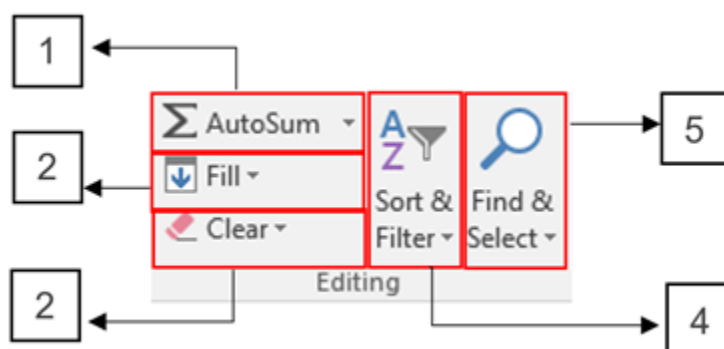 1
AutoSum
5
2
Fill
Sort &
Find &
Clear
Filter
Select
Editing
2
4